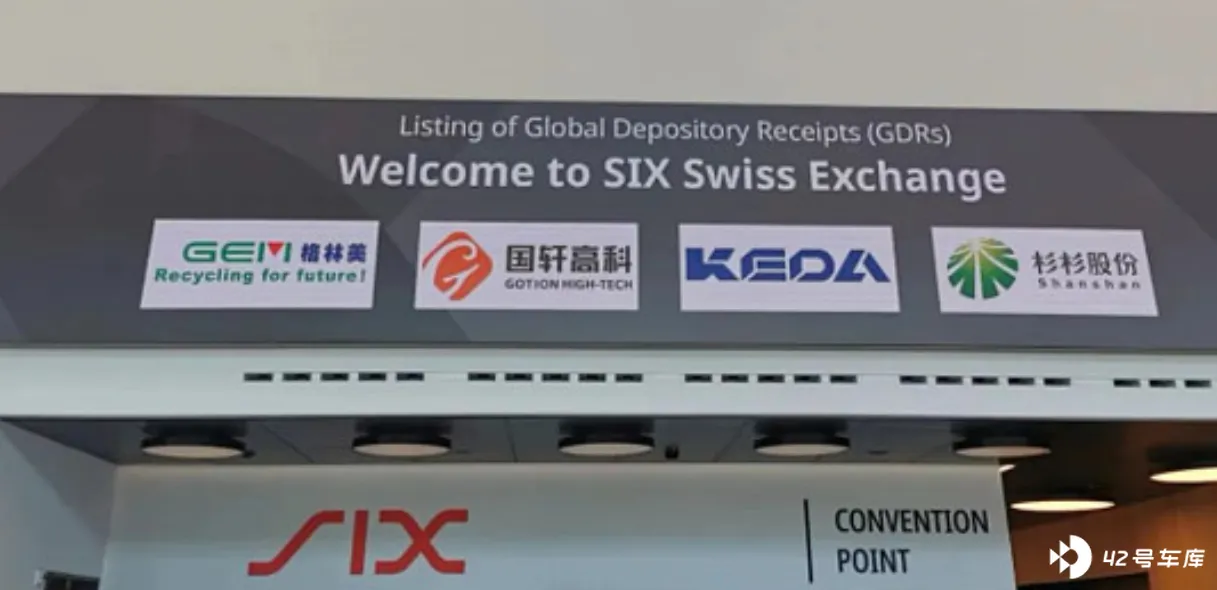 Listing of Global Depository Receipts (GDRs)
Welcome to SIX Swiss Exchange
GEM 格林美
Recycling for future!
国轩高科
GOTION HIGH-TECH
KEDA
杉杉股份
Shanshan
SIX
CONVENTION
POINT
42号车库